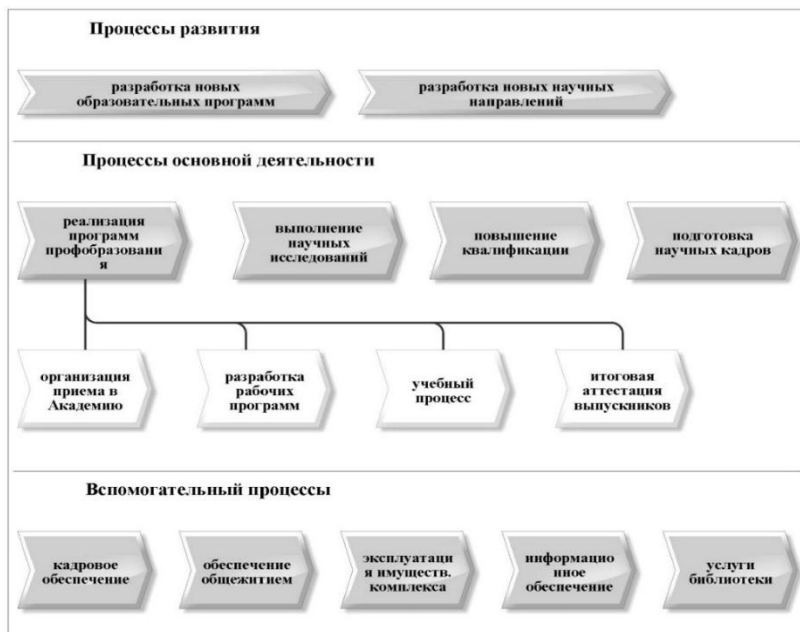 Процессы развития
разработка новых
образовательных программ
разработка новых научных
направлений
Процессы основной деятельности
реализация
программ
профобразовани
я
выполнение
научных
исследований
повышение
квалификации
подготовка
научных кадров
организация
приема в
Академию
разработка
рабочих
программ
учебный
процесс
итоговая
аттестация
выпускников
Вспомогательный процессы
кадровое
обеспечение
обеспечение
общежитием
эксплуатаци
я имуществ.
комплекса
информацио
нное
обеспечение
услуги
библиотеки